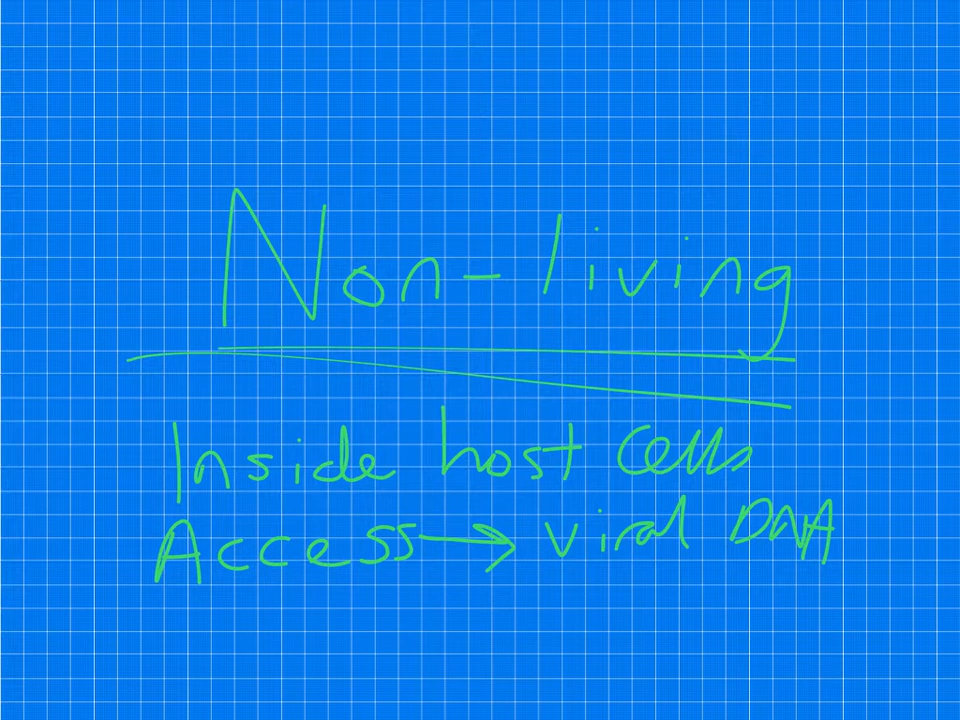 Non-living
Inside host cells
Access→ viral DNA